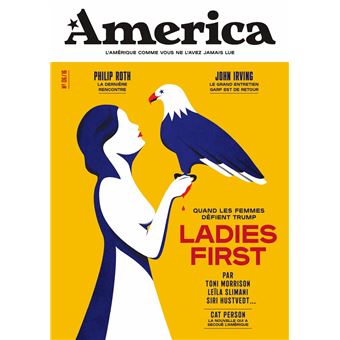 America
L'AMÉRIQUE COMME VOUS NE L'AVEZ JAMAIS LUE
N° 06/16
PHILIP ROTH
LA DERNIÈRE
RENCONTRE
JOHN IRVING
LE GRAND ENTRETIEN
GARP EST DE RETOUR
QUAND LES FEMMES
DÉFIENT TRUMP
LADIES
FIRST
PAR
TONI MORRISON
LEÏLA SLIMANI
SIRI HUSTVEDT...
CAT PERSON
LA NOUVELLE QUI A
SECOUÉ L'AMÉRIQUE